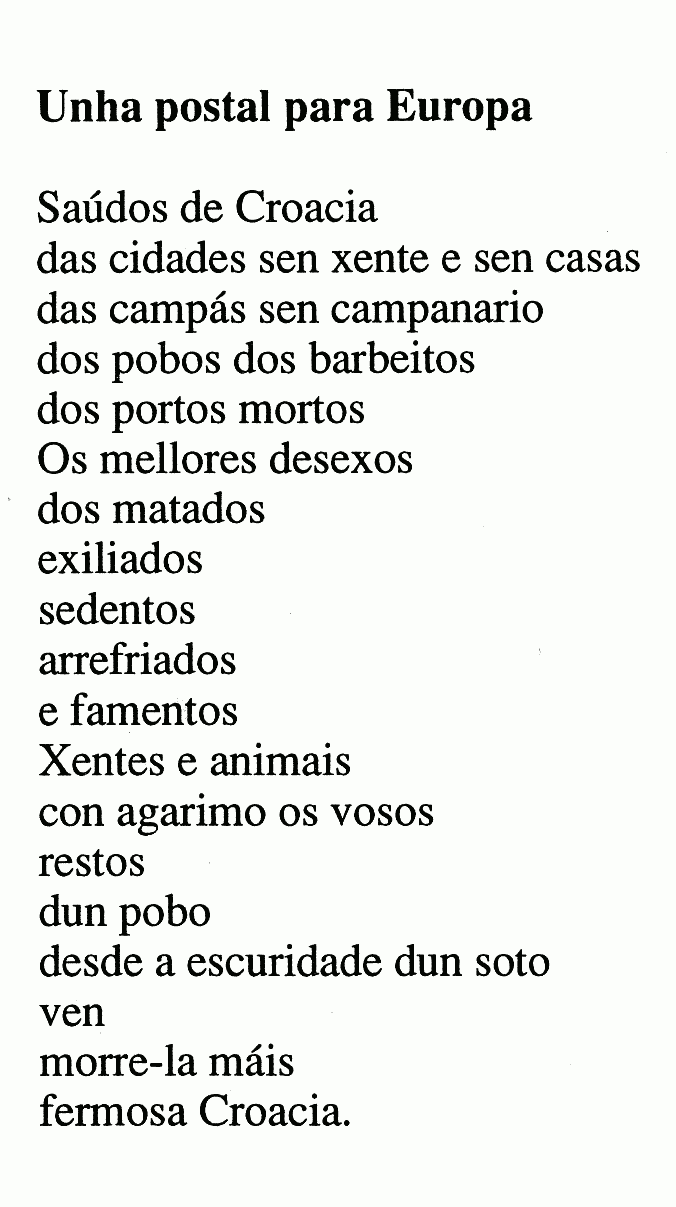 Unha postal para Europa
Saúdos de Croacia
das cidades sen xente e sen casas
das campás sen campanario
dos pobos dos barbeitos
dos portos mortos
Os mellores desexos
dos matados
exiliados
sedentos
arrefriados
e famentos
Xentes e animais
con agarimo os vosos
restos
dun pobo
desde a escuridade dun soto
ven
morre-la máis
fermosa Croacia.